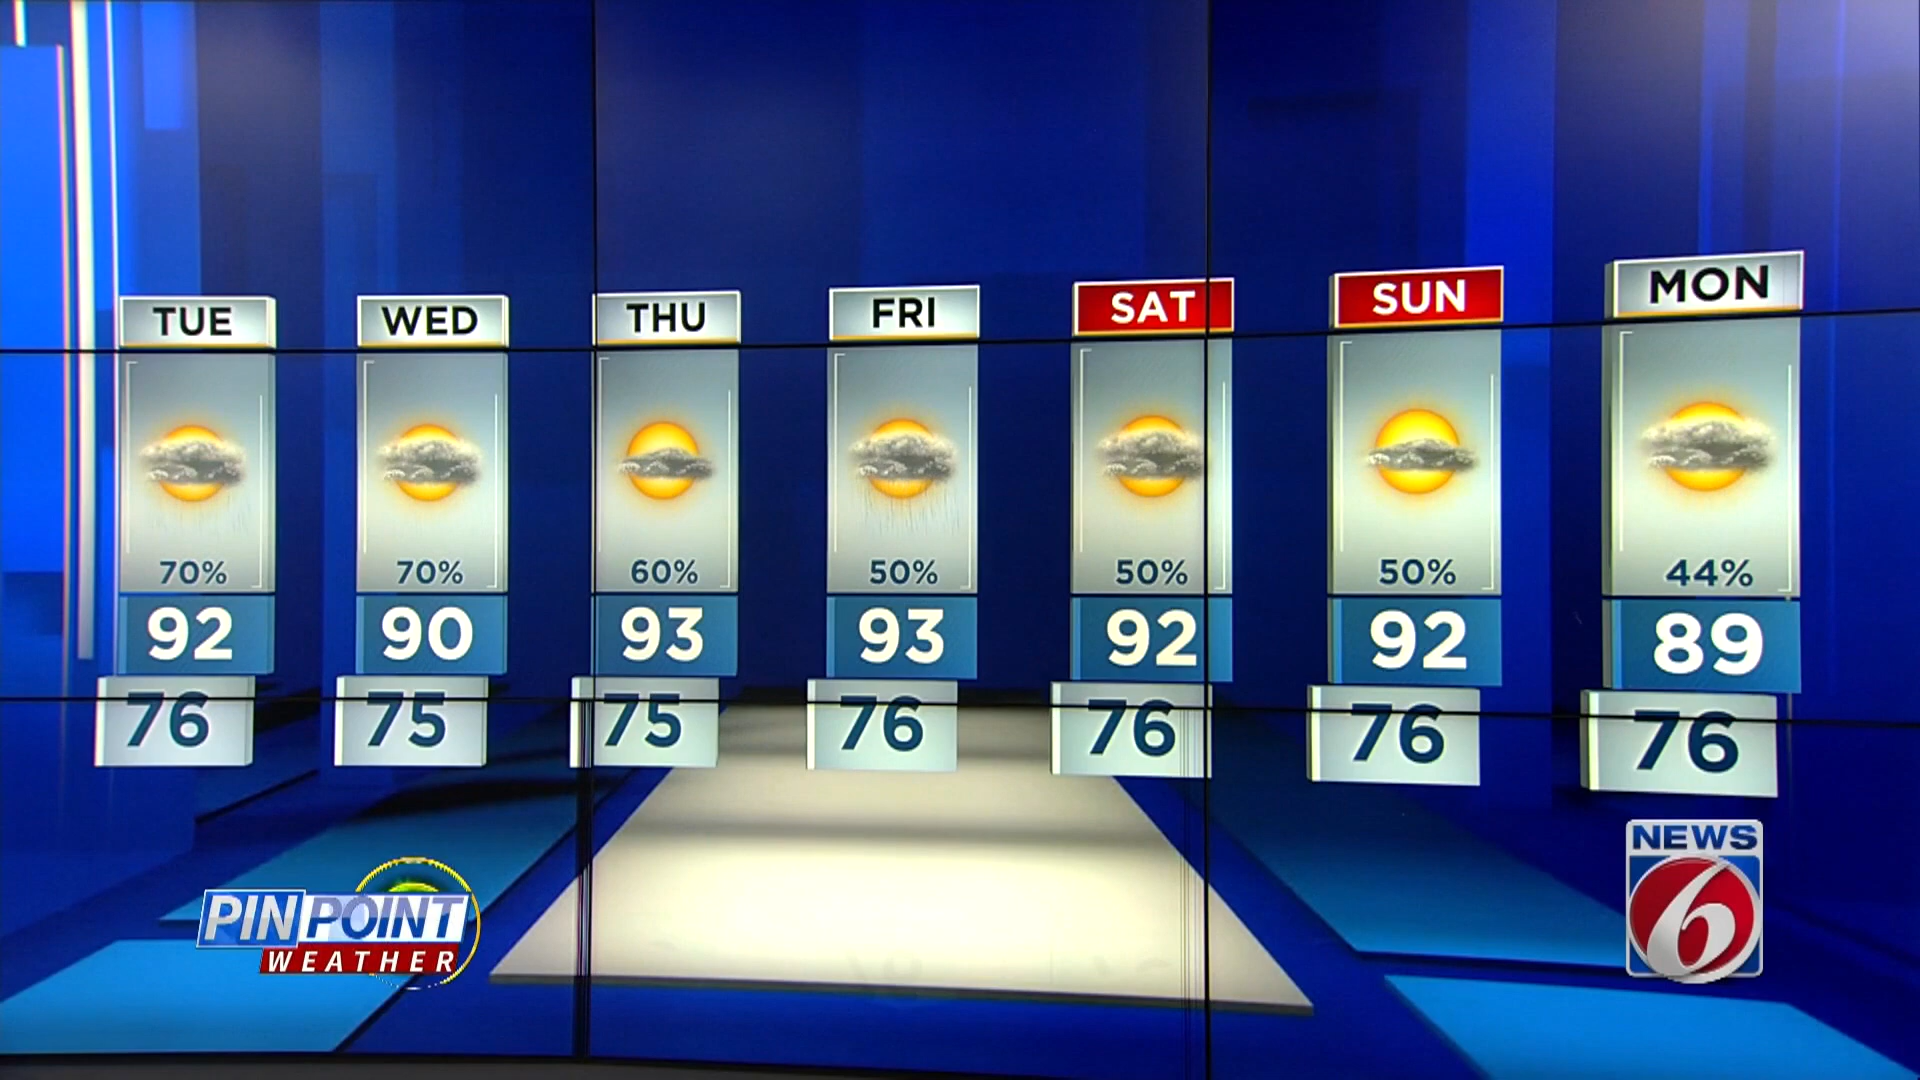 TUE WED THU FRI SAT SUN MON
70% 70% 60% 50% 50% 50% 44%
92 90 93 93 92 92 89
76 75 75 76 76 76 76
PINPOINT
WEATHER
NEWS
6